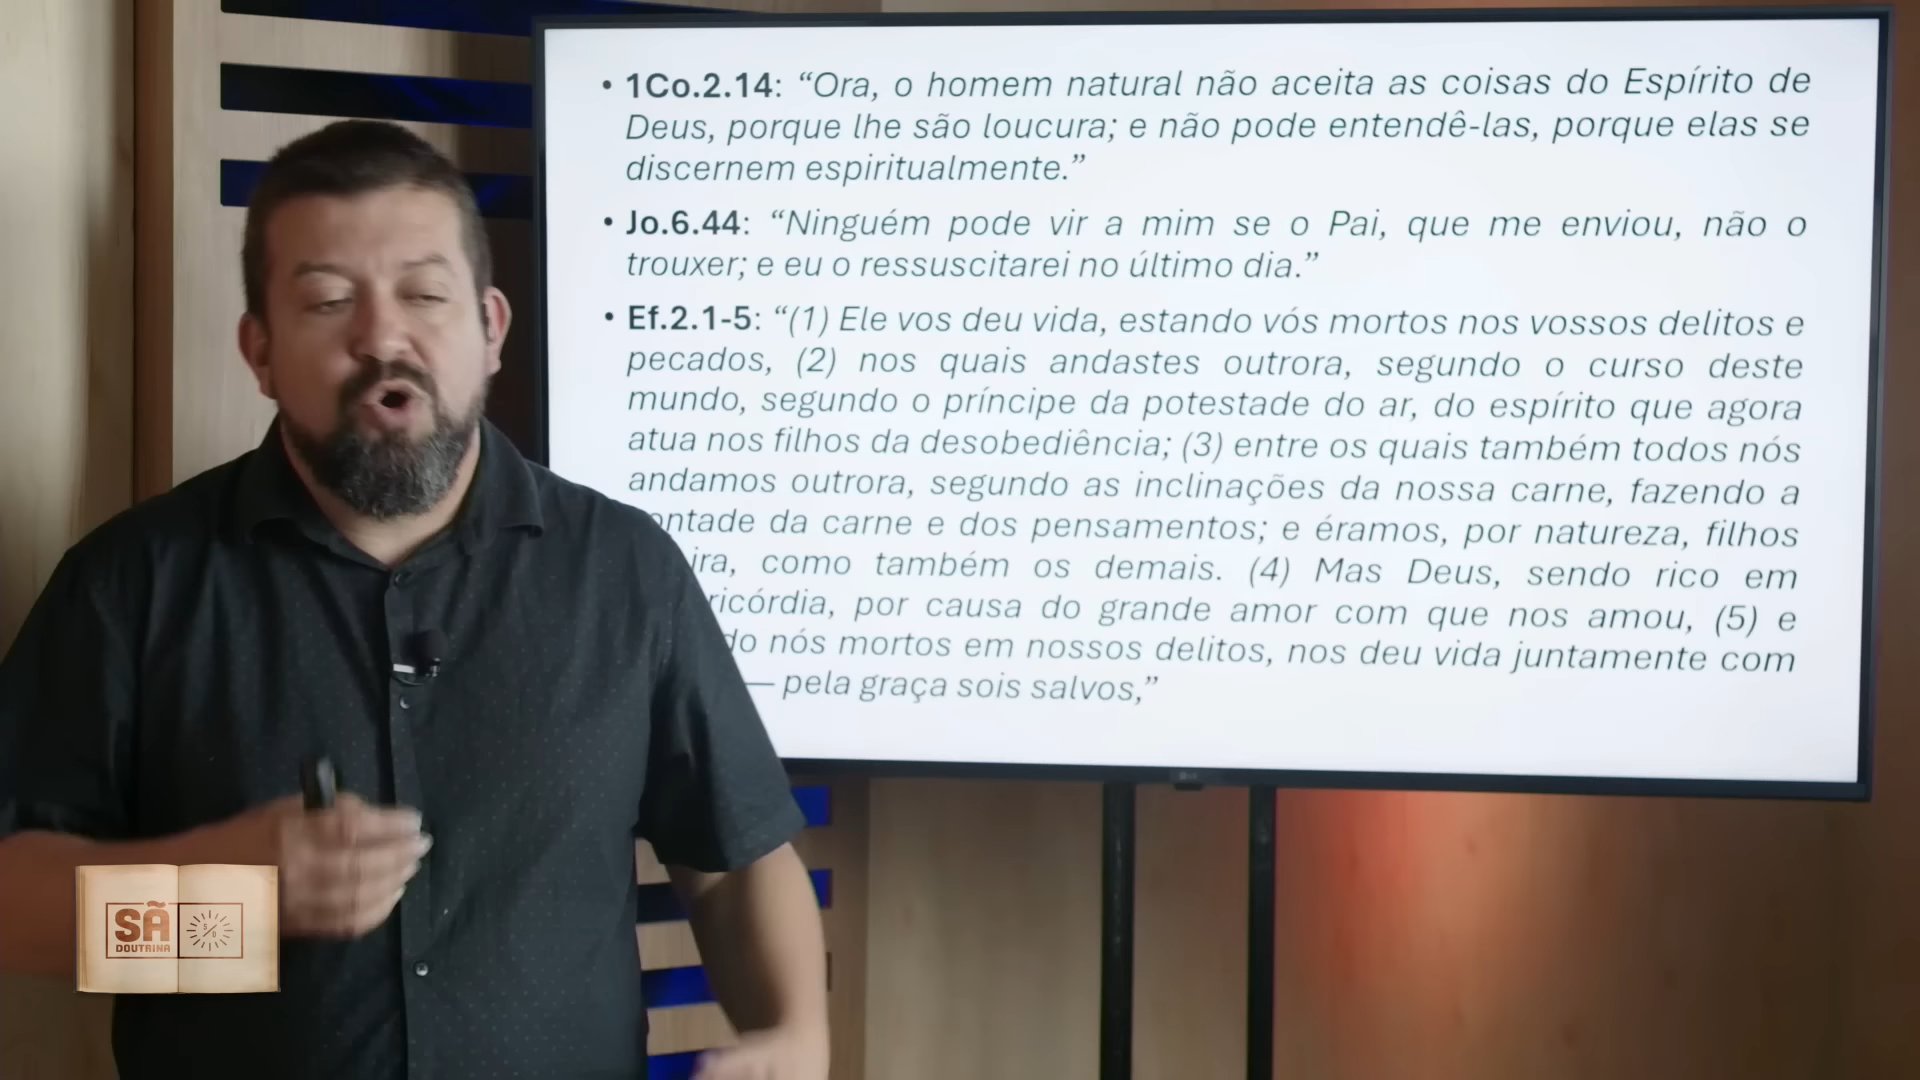 • 1Co.2.14: “Ora, o homem natural não aceita as coisas do Espírito de
Deus, porque lhe são loucura; e não pode entendê-las, porque elas se
discernem espiritualmente.”
• Jo.6.44: “Ninguém pode vir a mim se o Pai, que me enviou, não o
trouxer; e eu o ressuscitarei no último dia.”
• Ef.2.1-5: “(1) Ele vos deu vida, estando vós mortos nos vossos delitos e
pecados, (2) nos quais andastes outrora, segundo o curso deste
mundo, segundo o príncipe da potestade do ar, do espírito que agora
atua nos filhos da desobediência; (3) entre os quais também todos nós
andamos outrora, segundo as inclinações da nossa carne, fazendo a
ontade da carne e dos pensamentos; e éramos, por natureza, filhos
ira, como também os demais. (4) Mas Deus, sendo rico em
ricórdia, por causa do grande amor com que nos amou, (5) e
do nós mortos em nossos delitos, nos deu vida juntamente com
— pela graça sois salvos,”
LG
SÃ
DOUTRINA
S/D